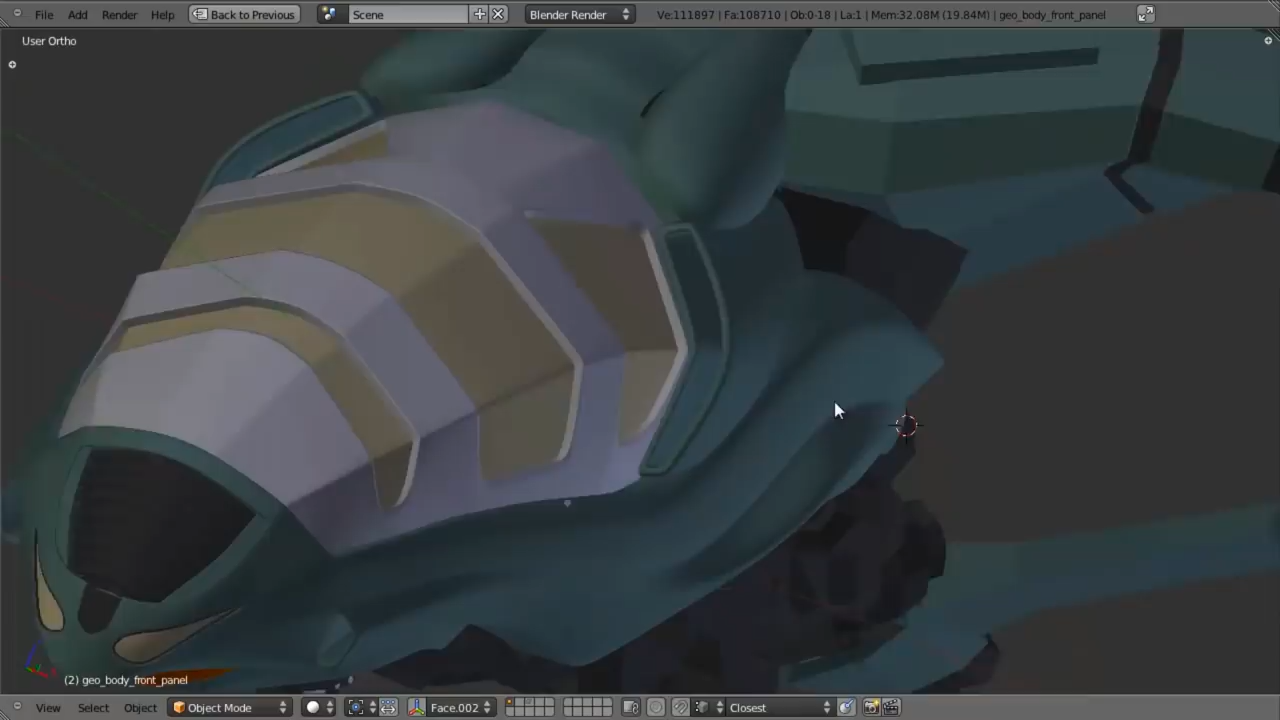 File Add Render Help Back to Previous Scene Blender Render Ve:111897 | Fa:108710 | Ob:0-18 | La:1 | Mem:32.08M (19.84M) | geo_body_front_panel
User Ortho
(2) geo_body_front_panel
View Select Object Object Mode Face.002 Closest